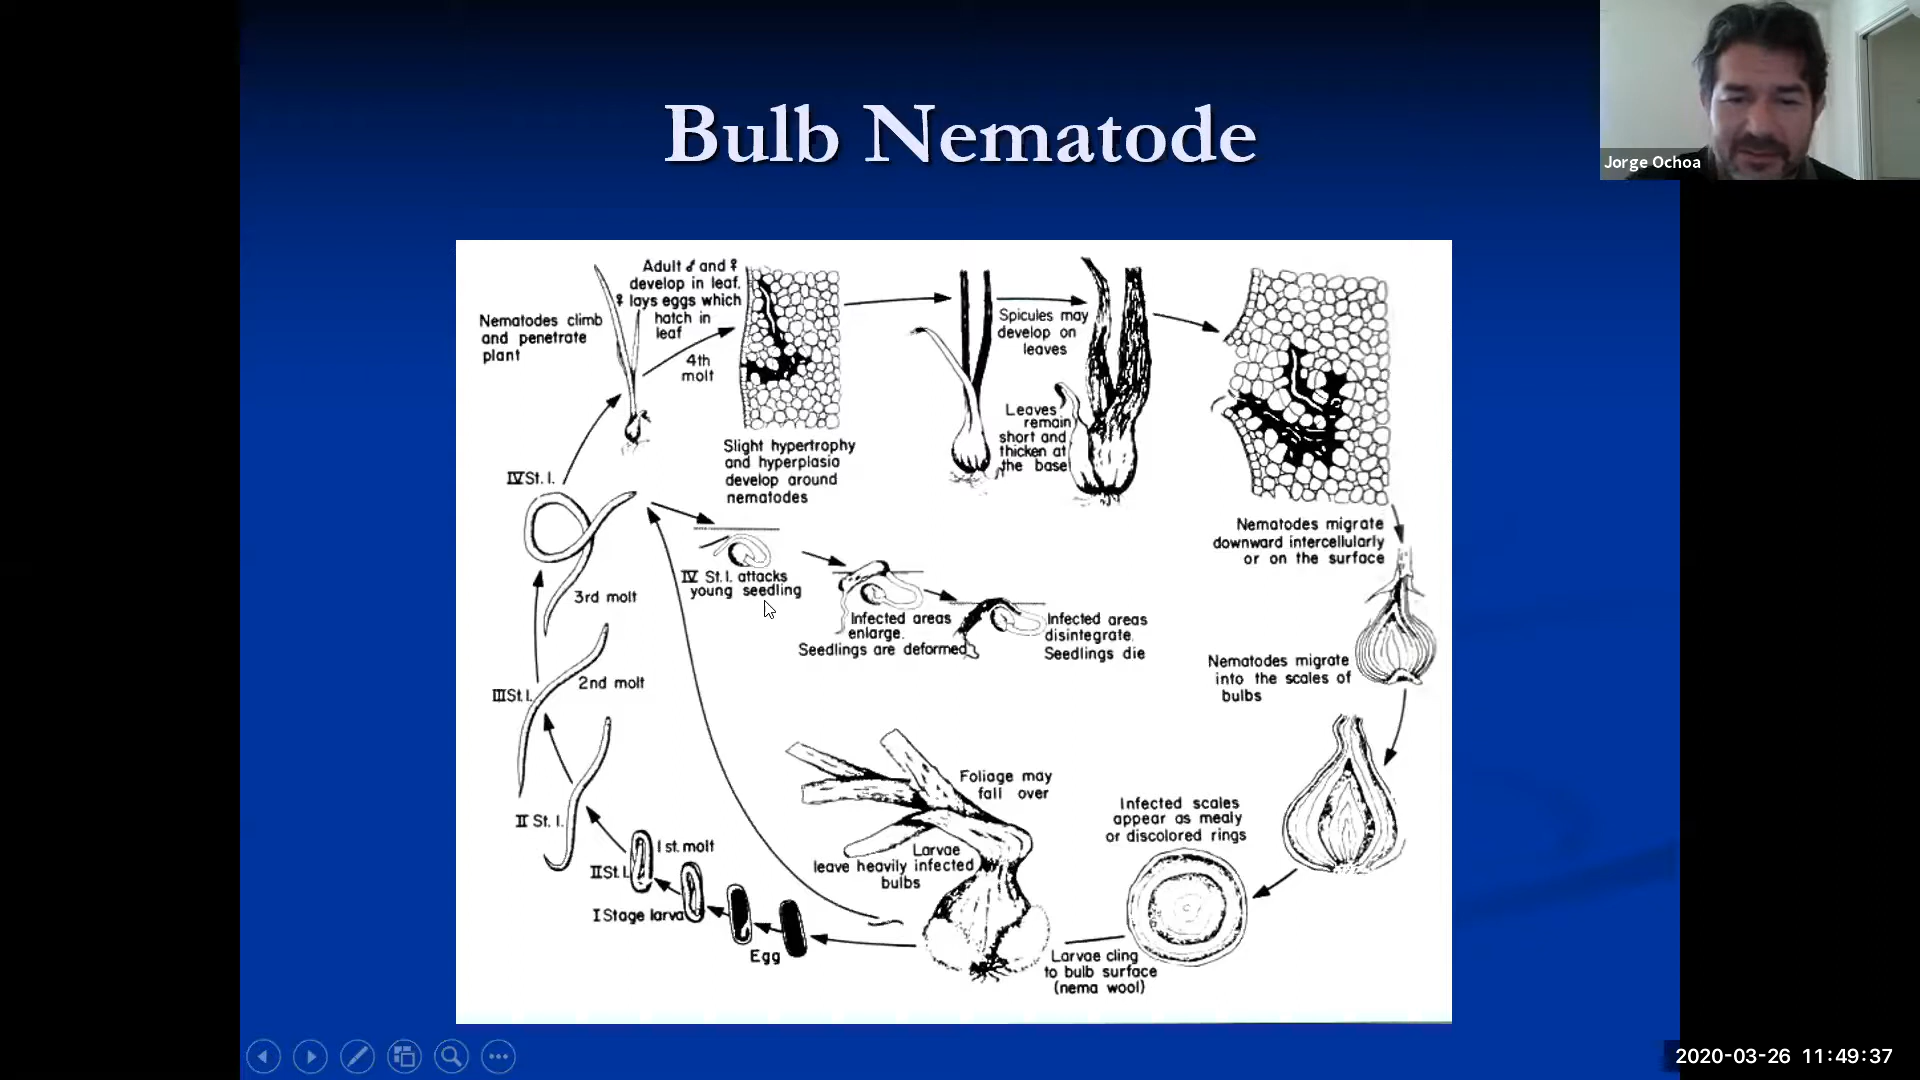 Bulb Nematode
Jorge Ochoa
Adult ♂ and ♀
develop in leaf.
♀ lays eggs which
hatch in
leaf
Nematodes climb
and penetrate
plant
4th
molt
Slight hypertrophy
and hyperplasia
develop around
nematodes
Spicules may
develop on
leaves
Leaves
remain
short and
thicken at
the base
Nematodes migrate
downward intercellularly
or on the surface
Nematodes migrate
into the scales of
bulbs
Infected scales
appear as mealy
or discolored rings
Larvae cling
to bulb surface
(nema wool)
Foliage may
fall over
Larvae
leave heavily infected
bulbs
Egg
I Stage larva
II St. l.
1st. molt
II St. l.
2nd molt
III St. l.
3rd molt
IV St. l.
IV St. l. attacks
young seedling
Infected areas
enlarge.
Seedlings are deformed
Infected areas
disintegrate.
Seedlings die
2020-03-26 11:49:37